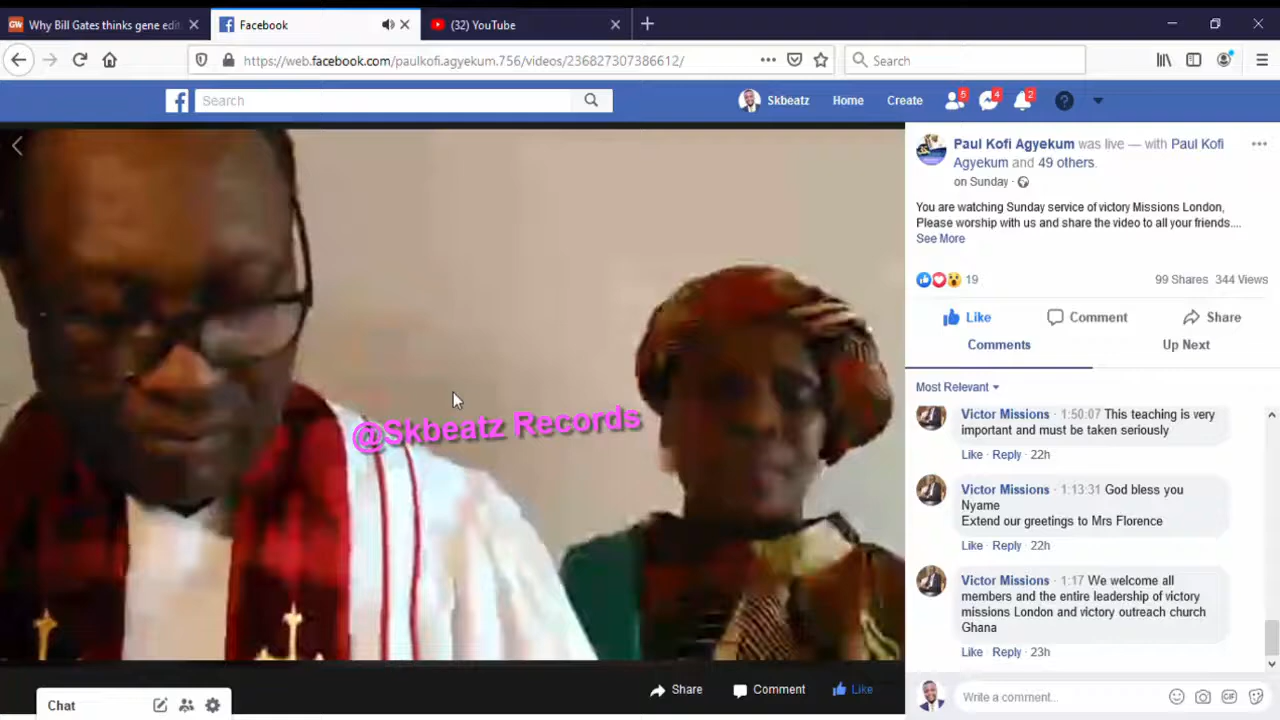 GW Why Bill Gates thinks gene edi
Facebook
(32) YouTube
https://web.facebook.com/paulkofi.agyekum.756/videos/236827307386612/
Search
Search
Skbeatz Home Create 5 4 2
Paul Kofi Agyekum was live — with Paul Kofi
Agyekum and 49 others.
on Sunday ·
You are watching Sunday service of victory Missions London,
Please worship with us and share the video to all your friends....
See More
19 99 Shares 344 Views
Like Comment Share
Comments Up Next
Most Relevant
Victor Missions · 1:50:07 This teaching is very
important and must be taken seriously
Like · Reply · 22h
Victor Missions · 1:13:31 God bless you
Nyame
Extend our greetings to Mrs Florence
Like · Reply · 22h
Victor Missions · 1:17 We welcome all
members and the entire leadership of victory
missions London and victory outreach church
Ghana
Like · Reply · 23h
@Skbeatz Records
Share Comment Like
Write a comment...
GIF
Chat